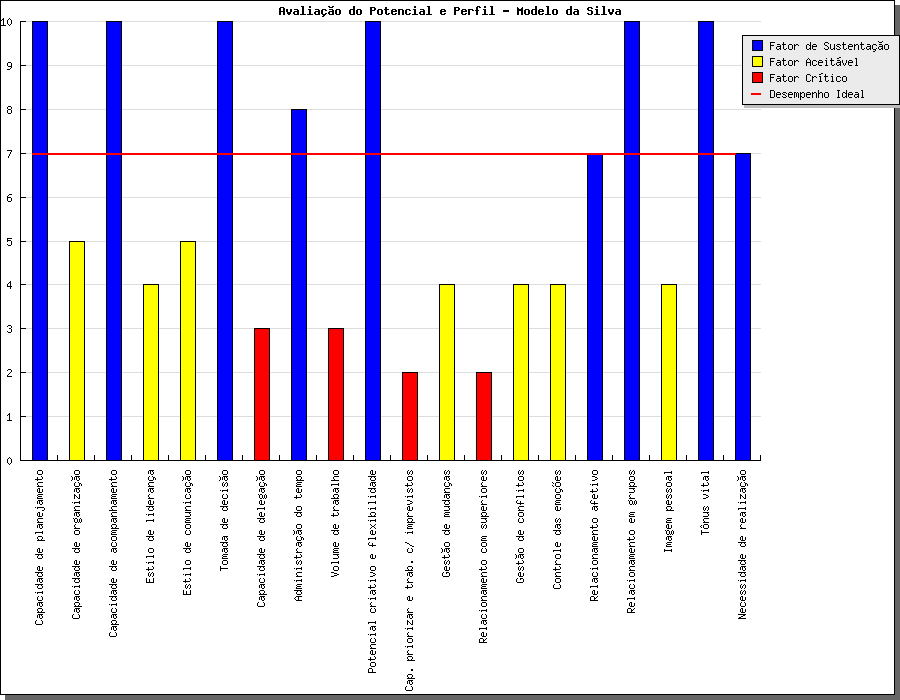 Avaliação do Potencial e Perfil - Modelo da Silva
10
9
8
7
6
5
4
3
2
1
0
Fator de Sustentação
Fator Aceitável
Fator Crítico
Desempenho Ideal
Capacidade de planejamento
Capacidade de organização
Capacidade de acompanhamento
Estilo de liderança
Estilo de comunicação
Tomada de decisão
Capacidade de delegação
Administração do tempo
Volume de trabalho
Potencial criativo e flexibilidade
Cap. priorizar e trab. c/ imprevistos
Gestão de mudanças
Relacionamento com superiores
Gestão de conflitos
Controle das emoções
Relacionamento afetivo
Relacionamento em grupos
Imagem pessoal
Tônus vital
Necessidade de realização